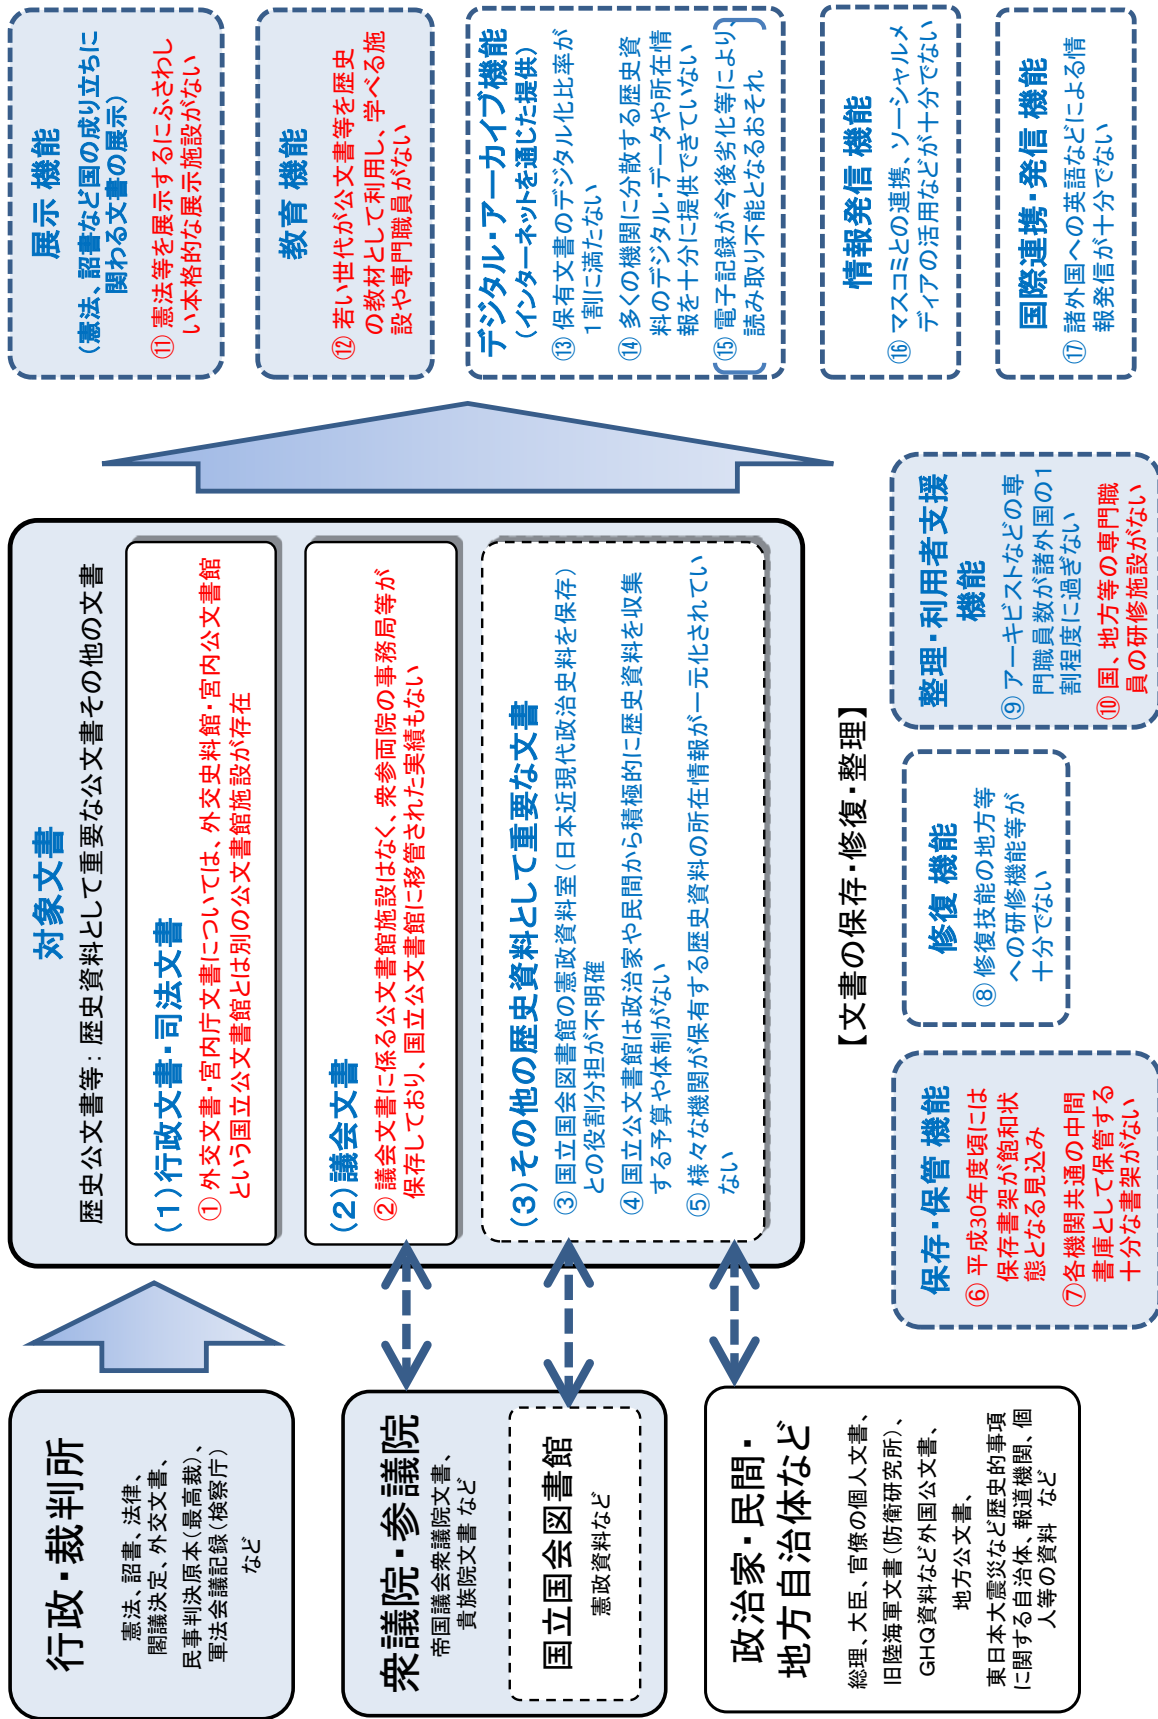 行政・裁判所
憲法、詔書、法律、
閣議決定、外交文書、
民事判決原本（最高裁）、
軍法会議記録（検察庁）
など
衆議院・参議院
帝国議会衆議院文書、
貴族院文書 など
国立国会図書館
憲政資料など
政治家・民間・
地方自治体など
総理、大臣、官僚の個人文書、
旧陸海軍文書（防衛研究所）、
GHQ資料など外国公文書、
地方公文書、
東日本大震災など歴史的事項
に関する自治体、報道機関、個
人等の資料 など
対象文書
歴史公文書等：歴史資料として重要な公文書その他の文書
（１）行政文書・司法文書
① 外交文書・宮内庁文書については、外交史料館・宮内公文書館
という国立公文書館とは別の公文書館施設が存在
（２）議会文書
② 議会文書に係る公文書館施設はなく、衆参両院の事務局等が
保存しており、国立公文書館に移管された実績もない
（３）その他の歴史資料として重要な文書
③ 国立国会図書館の憲政資料室（日本近現代政治史料を保存）
との役割分担が不明確
④ 国立公文書館は政治家や民間から積極的に歴史資料を収集
する予算や体制がない
⑤ 様々な機関が保有する歴史資料の所在情報が一元化されてい
ない
【文書の保存・修復・整理】
保存・保管 機能
⑥ 平成30年度頃には
保存書架が飽和状
態となる見込み
⑦各機関共通の中間
書庫として保管する
十分な書架がない
修復 機能
⑧ 修復技能の地方等
への研修機能等が
十分でない
整理・利用者支援
機能
⑨ アーキビストなどの専
門職員数が諸外国の1
割程度に過ぎない
⑩ 国、地方等の専門職
員の研修施設がない
展示 機能
（憲法、詔書など国の成り立ちに
関わる文書の展示）
⑪ 憲法等を展示するにふさわし
い本格的な展示施設がない
教育 機能
⑫ 若い世代が公文書等を歴史
の教材として利用し、学べる施
設や専門職員がない
デジタル・アーカイブ機能
（インターネットを通じた提供）
⑬ 保有文書のデジタル化比率が
1割に満たない
⑭ 多くの機関に分散する歴史資
料のデジタル・データや所在情
報を十分に提供できていない
⑮ 電子記録が今後劣化等により、
読み取り不能となるおそれ
情報発信 機能
⑯ マスコミとの連携、ソーシャルメ
ディアの活用などが十分でない
国際連携・発信 機能
⑰ 諸外国への英語などによる情
報発信が十分でない